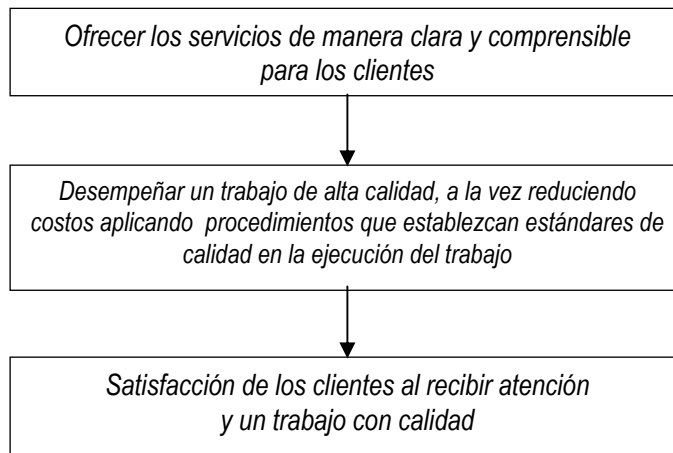 Ofrecer los servicios de manera clara y comprensible
para los clientes
Desempeñar un trabajo de alta calidad, a la vez reduciendo
costos aplicando procedimientos que establezcan estándares de
calidad en la ejecución del trabajo
Satisfacción de los clientes al recibir atención
y un trabajo con calidad